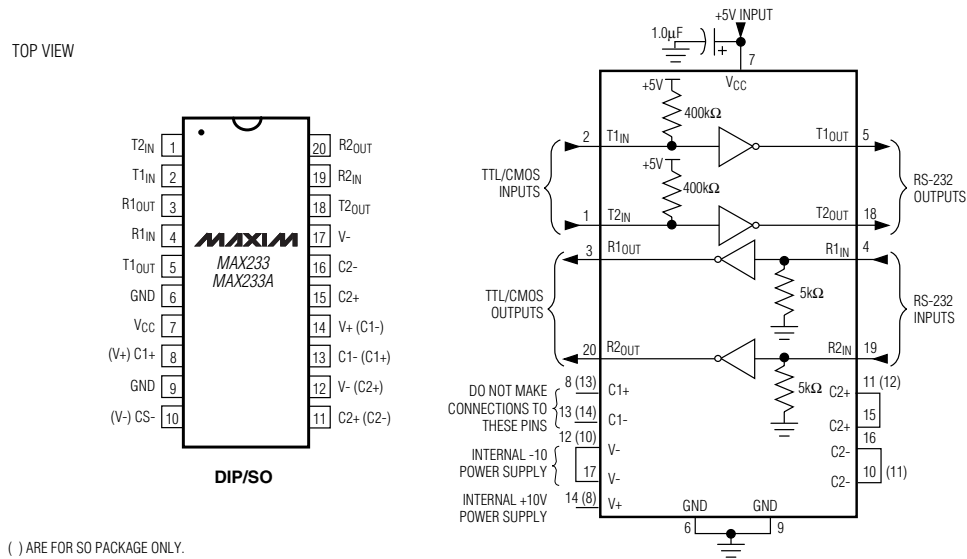 TOP VIEW
T2IN 1
T1IN 2
R1OUT 3
R1IN 4
T1OUT 5
GND 6
VCC 7
(V+) C1+ 8
GND 9
(V-) CS- 10
MAXIM
MAX233
MAX233A
20 R2OUT
19 R2IN
18 T2OUT
17 V-
16 C2-
15 C2+
14 V+ (C1-)
13 C1- (C1+)
12 V- (C2+)
11 C2+ (C2-)
DIP/SO
( ) ARE FOR SO PACKAGE ONLY.
+5V INPUT
1.0µF
+
7
VCC
+5V
400kΩ
2 T1IN T1OUT 5
TTL/CMOS
INPUTS
+5V
400kΩ
RS-232
OUTPUTS
1 T2IN T2OUT 18
3 R1OUT R1IN 4
TTL/CMOS
OUTPUTS
5kΩ
RS-232
INPUTS
20 R2OUT R2IN 19
5kΩ
DO NOT MAKE
CONNECTIONS TO
THESE PINS
8 (13) C1+
13 (14) C1-
C2+ 11 (12)
C2+ 15
INTERNAL -10
POWER SUPPLY
12 (10) V-
17 V-
C2- 16
C2- 10 (11)
INTERNAL +10V
POWER SUPPLY
14 (8) V+
GND GND
6 9